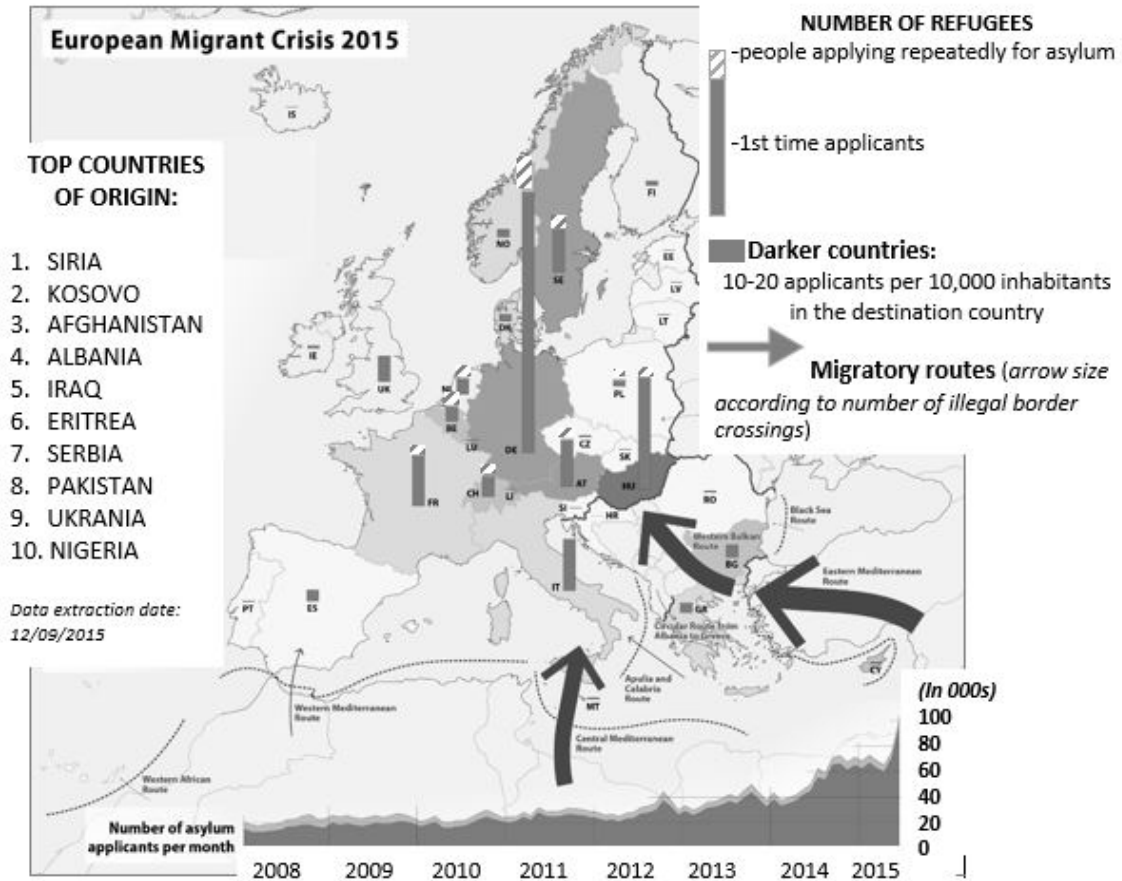 European Migrant Crisis 2015
NUMBER OF REFUGEES
-people applying repeatedly for asylum
-1st time applicants
Darker countries:
10-20 applicants per 10,000 inhabitants
in the destination country
Migratory routes (arrow size
according to number of illegal border
crossings)
TOP COUNTRIES
OF ORIGIN:
1. SIRIA
2. KOSOVO
3. AFGHANISTAN
4. ALBANIA
5. IRAQ
6. ERITREA
7. SERBIA
8. PAKISTAN
9. UKRANIA
10. NIGERIA
Data extraction date:
12/09/2015
IS
FI
NO
SE
EE
LV
LT
DK
IE
UK
NL
BE
PL
LU
DE
CZ
SK
FR
CH
LI
AT
HU
SI
HR
RO
Black Sea
Route
Western Balkan
Route
BG
Eastern Mediterranean
Route
IT
PT
ES
GR
Circular Route from
Albania to Greece
CY
Apulia and
Calabria
Route
MT
Western Mediterranean
Route
Central Mediterranean
Route
Western African
Route
Number of asylum
applicants per month
(In 000s)
100
80
60
40
20
0
2008 2009 2010 2011 2012 2013 2014 2015